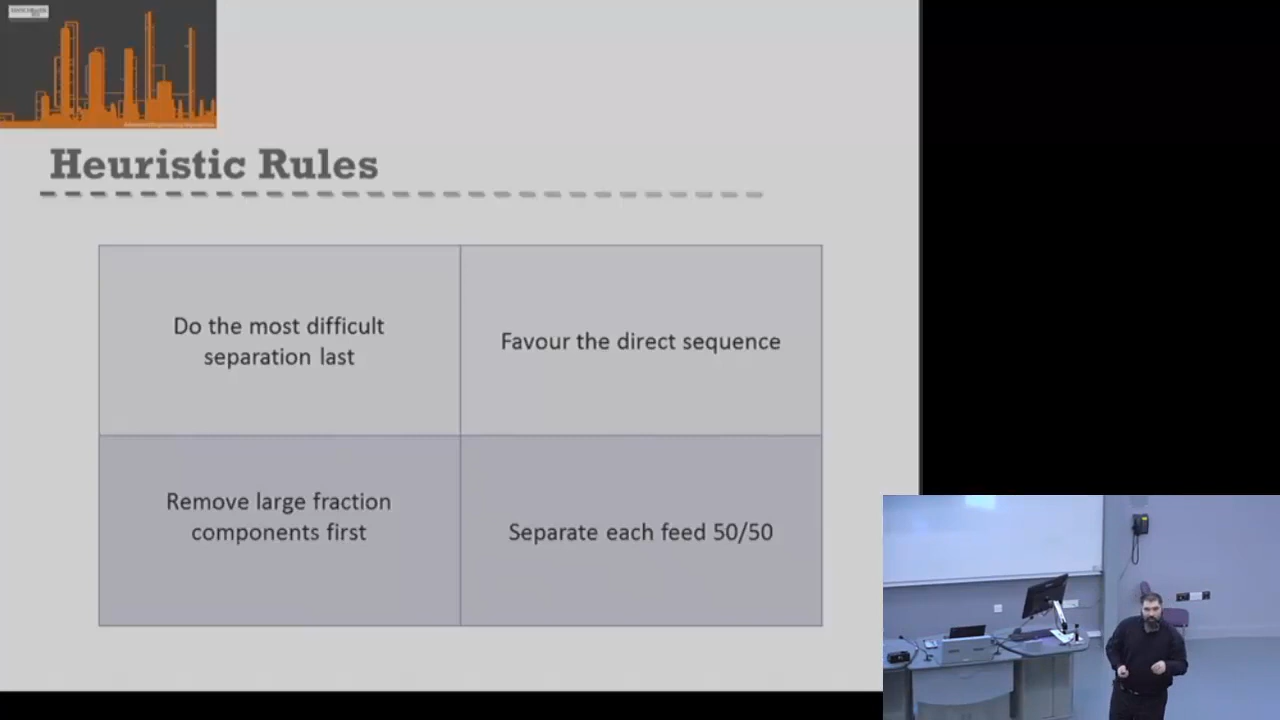 Heuristic Rules
Do the most difficult
separation last
Favour the direct sequence
Remove large fraction
components first
Separate each feed 50/50